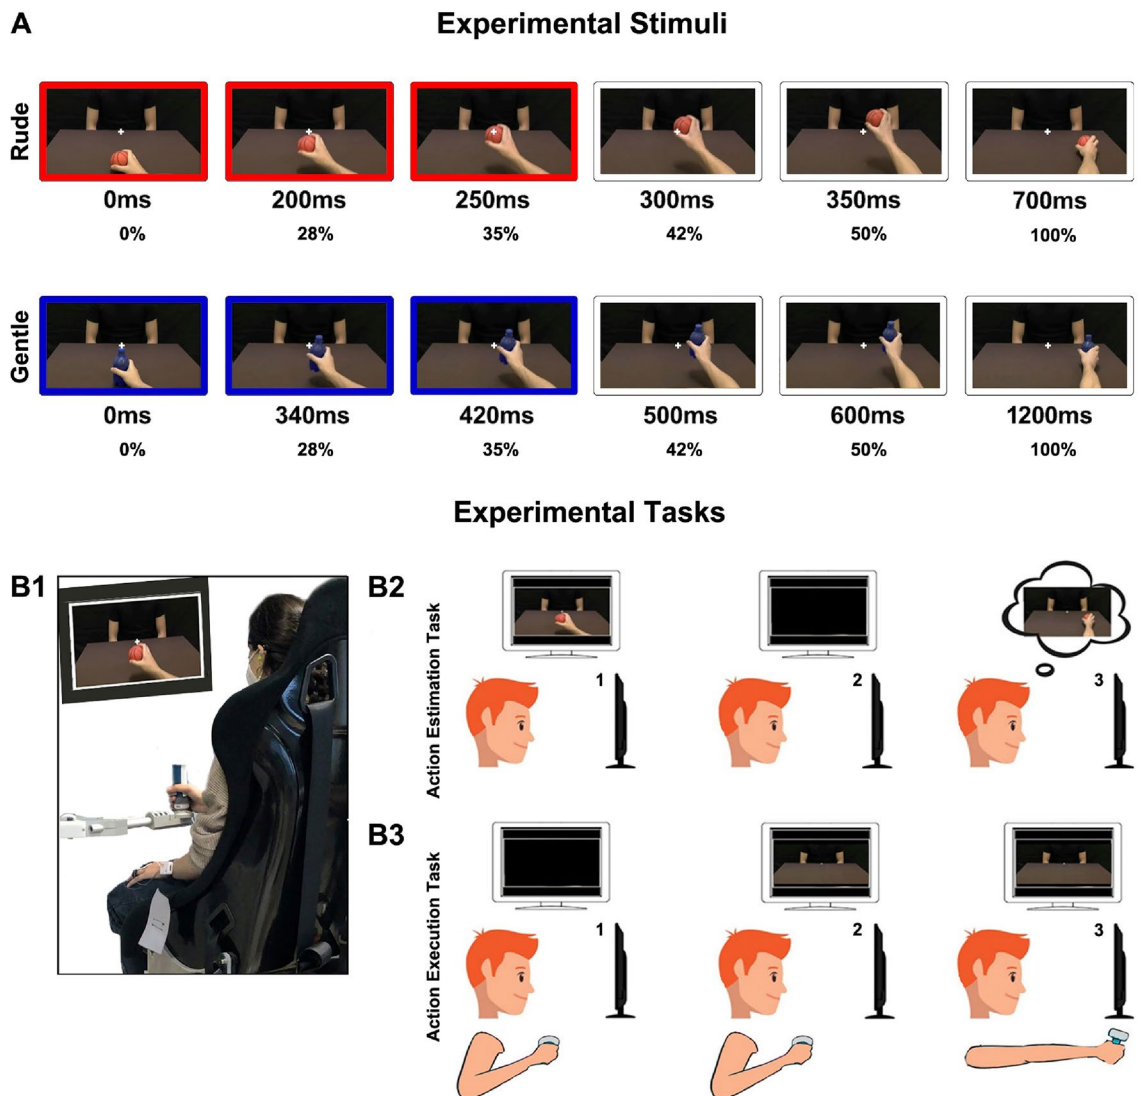 A
Experimental Stimuli
Rude
0ms 200ms 250ms 300ms 350ms 700ms
0% 28% 35% 42% 50% 100%
Gentle
0ms 340ms 420ms 500ms 600ms 1200ms
0% 28% 35% 42% 50% 100%
Experimental Tasks
B1
B2
Action Estimation Task
1 2 3
B3
Action Execution Task
1 2 3